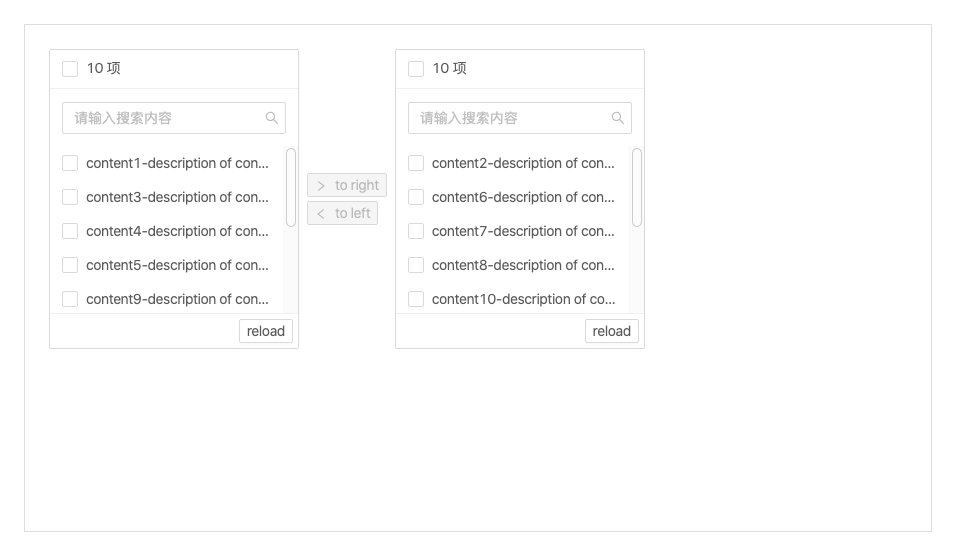 10 项
请输入搜索内容
content1-description of con...
content3-description of con...
content4-description of con...
content5-description of con...
content9-description of con...
reload
to right
to left
10 项
请输入搜索内容
content2-description of con...
content6-description of con...
content7-description of con...
content8-description of con...
content10-description of co...
reload